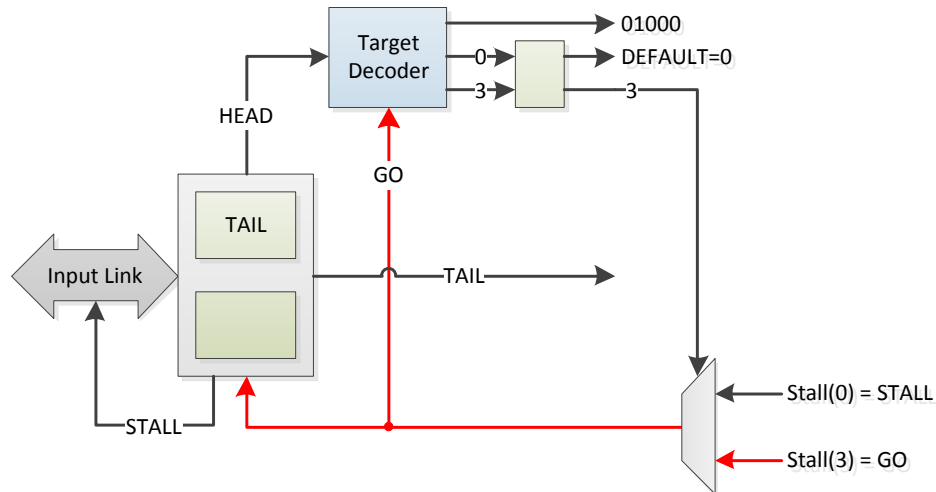 01000
Target
Decoder
0
DEFAULT=0
3
3
HEAD
GO
TAIL
Input Link
TAIL
STALL
Stall(0) = STALL
Stall(3) = GO